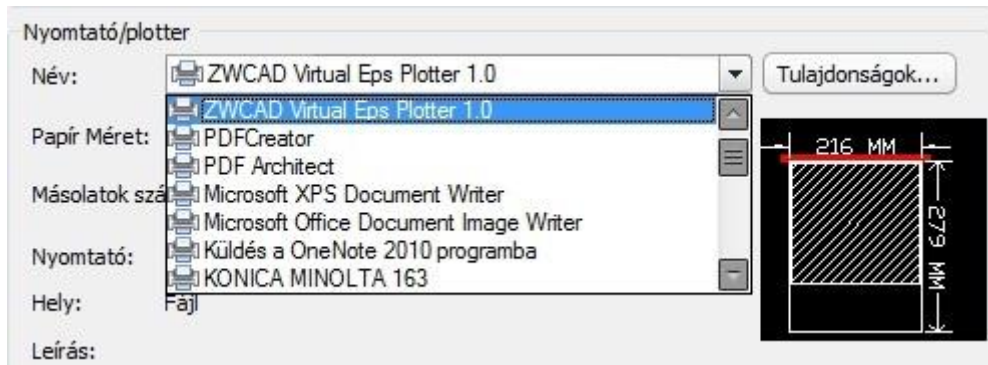 Nyomtató/plotter
Név: ZWCAD Virtual Eps Plotter 1.0 Tulajdonságok...
ZWCAD Virtual Eps Plotter 1.0
Papír Méret: PDFCreator
216 MM
PDF Architect
Másolatok szá Microsoft XPS Document Writer
Microsoft Office Document Image Writer
279 MM
Nyomtató: Küldés a OneNote 2010 programba
KONICA MINOLTA 163
Hely: Fájl
Leírás: